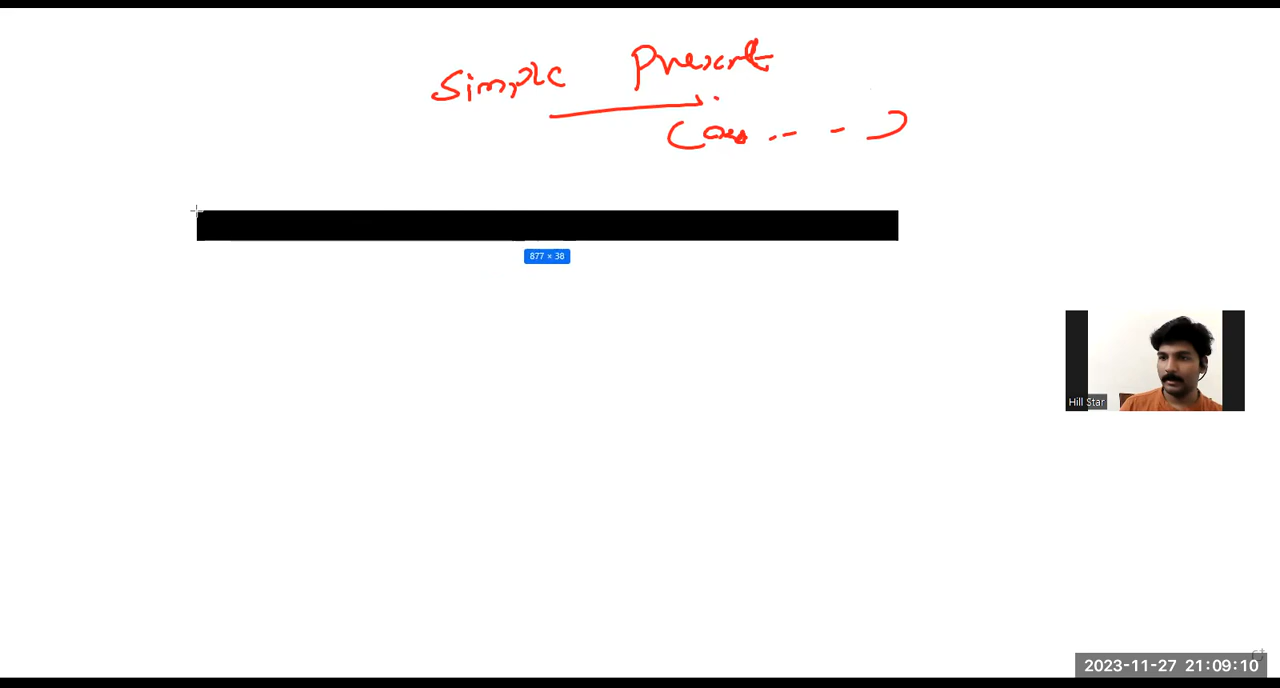 Simple Present
877 × 38
Hill Star
2023-11-27 21:09:10